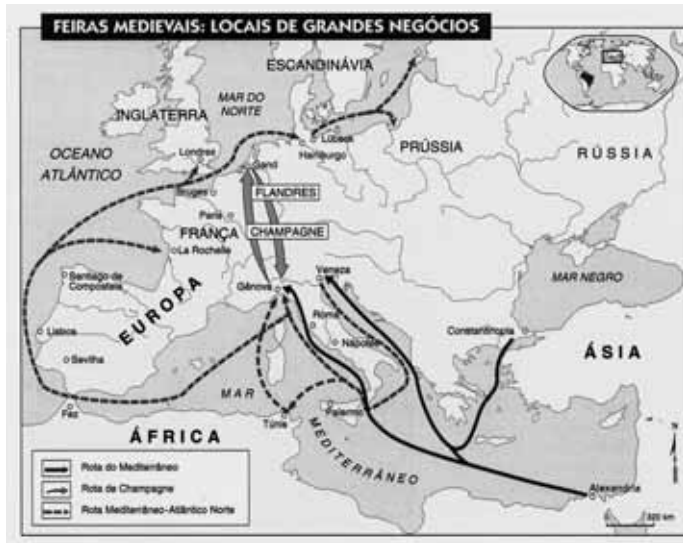 FEIRAS MEDIEVAIS: LOCAIS DE GRANDES NEGÓCIOS
ESCANDINÁVIA
MAR DO
NORTE
INGLATERRA
OCEANO
ATLÂNTICO
Londres
Lübeck
Hamburgo
PRÚSSIA
RÚSSIA
Gand
Bruges
FLANDRES
Paris
FRANÇA
CHAMPAGNE
La Rochelle
EUROPA
Santiago de
Compostela
Gênova
Veneza
MAR NEGRO
Roma
Nápoles
Constantinopla
Lisboa
Sevilha
ÁSIA
MAR
MEDITERRÂNEO
Fez
Túnis
Palermo
ÁFRICA
Alexandria
N
Rota do Mediterrâneo
Rota de Champagne
Rota Mediterrâneo-Atlântico Norte
0 320 km